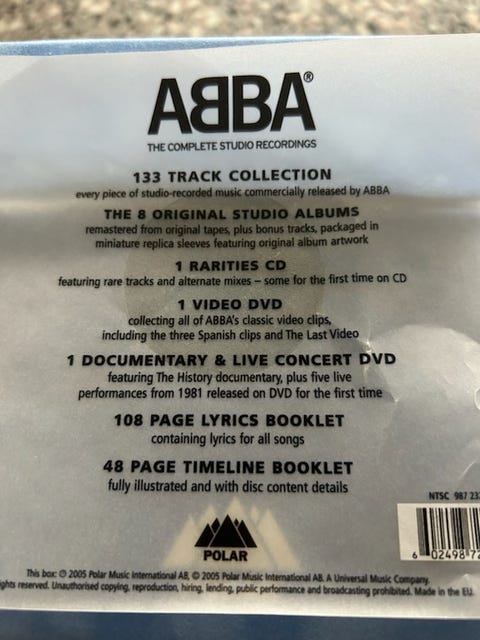 ABBA®
THE COMPLETE STUDIO RECORDINGS
133 TRACK COLLECTION
every piece of studio-recorded music commercially released by ABBA
THE 8 ORIGINAL STUDIO ALBUMS
remastered from original tapes, plus bonus tracks, packaged in
miniature replica sleeves featuring original album artwork
1 RARITIES CD
featuring rare tracks and alternate mixes – some for the first time on CD
1 VIDEO DVD
collecting all of ABBA's classic video clips,
including the three Spanish clips and The Last Video
1 DOCUMENTARY & LIVE CONCERT DVD
featuring The History documentary, plus five live
performances from 1981 released on DVD for the first time
108 PAGE LYRICS BOOKLET
containing lyrics for all songs
48 PAGE TIMELINE BOOKLET
fully illustrated and with disc content details
NTSC 987 23
6 02498 72
POLAR
This box: ℗ 2005 Polar Music International AB, © 2005 Polar Music International AB. A Universal Music Company.
ights reserved. Unauthorised copying, reproduction, hiring, lending, public performance and broadcasting prohibited. Made in the EU.